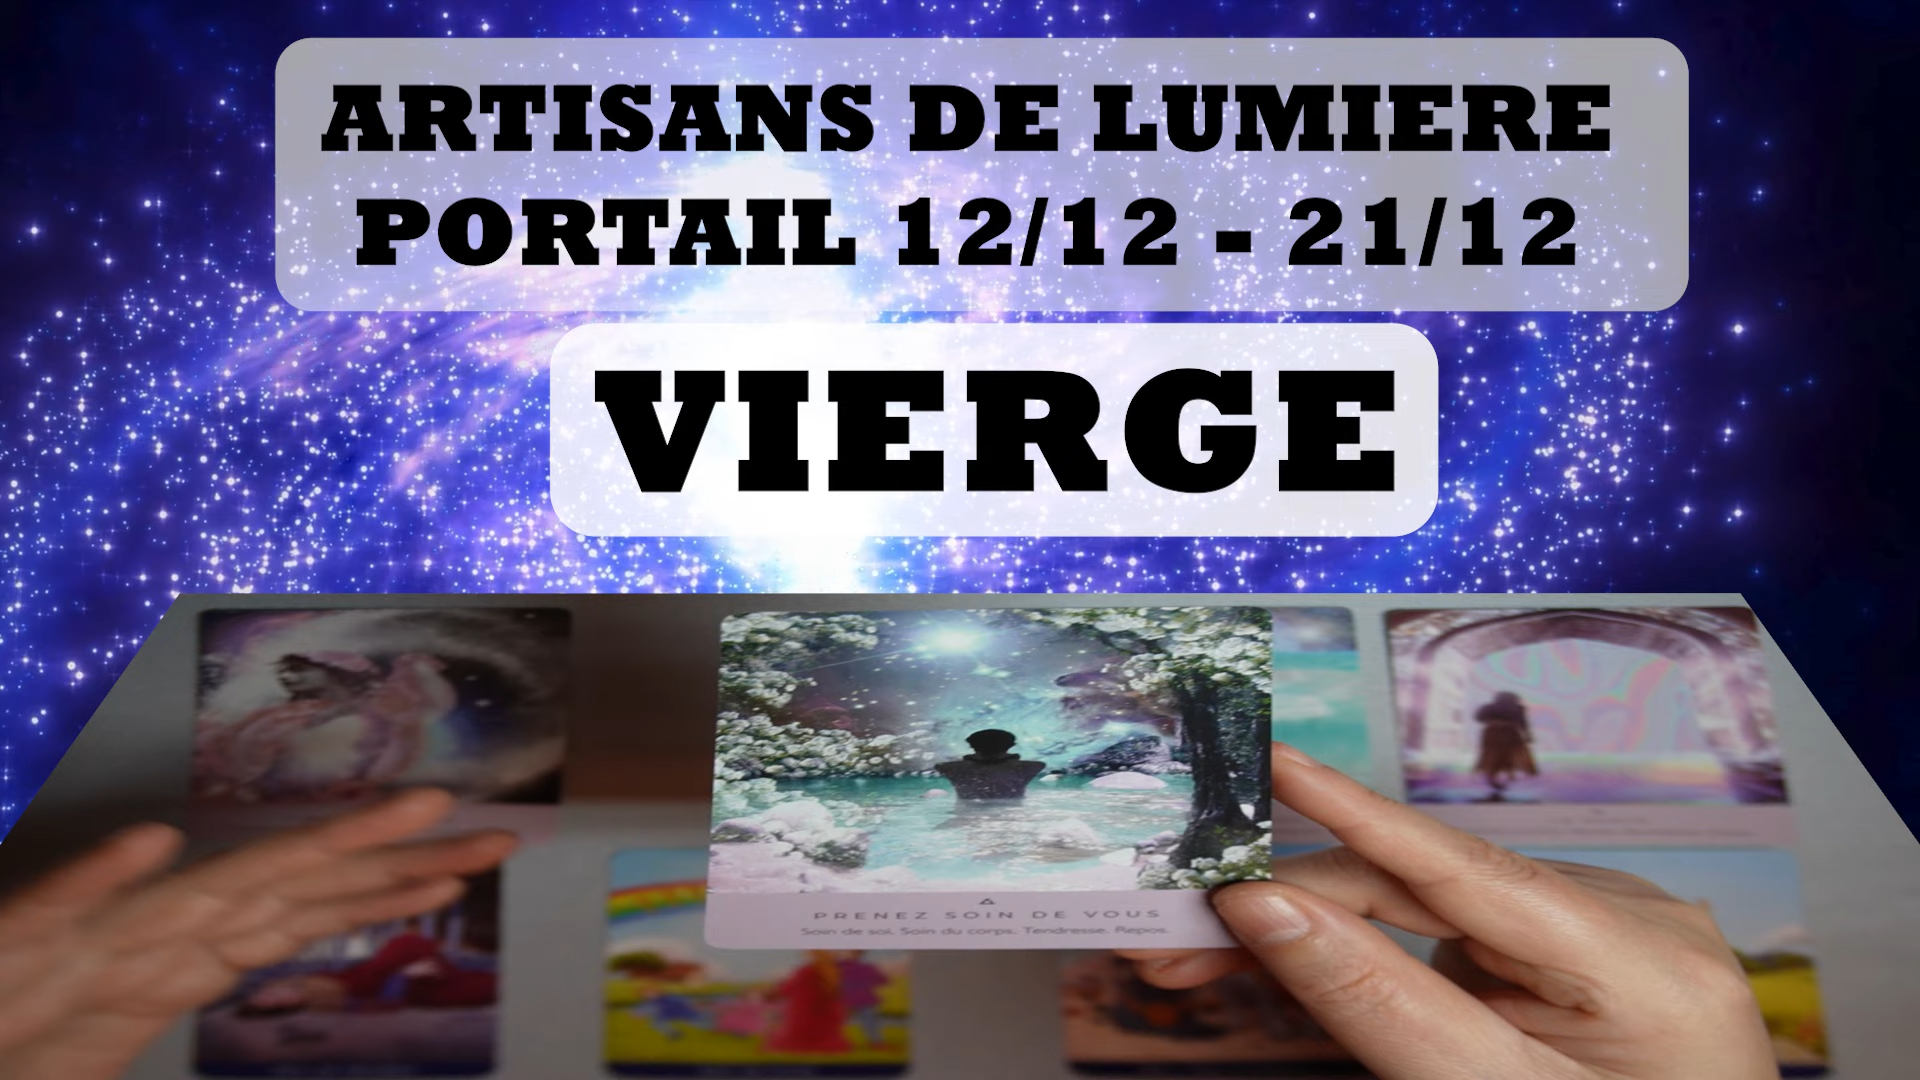 ARTISANS DE LUMIERE
PORTAIL 12/12 - 21/12
VIERGE
PRENEZ SOIN DE VOUS
Soin de soi. Soin du corps. Tendresse. Repos.